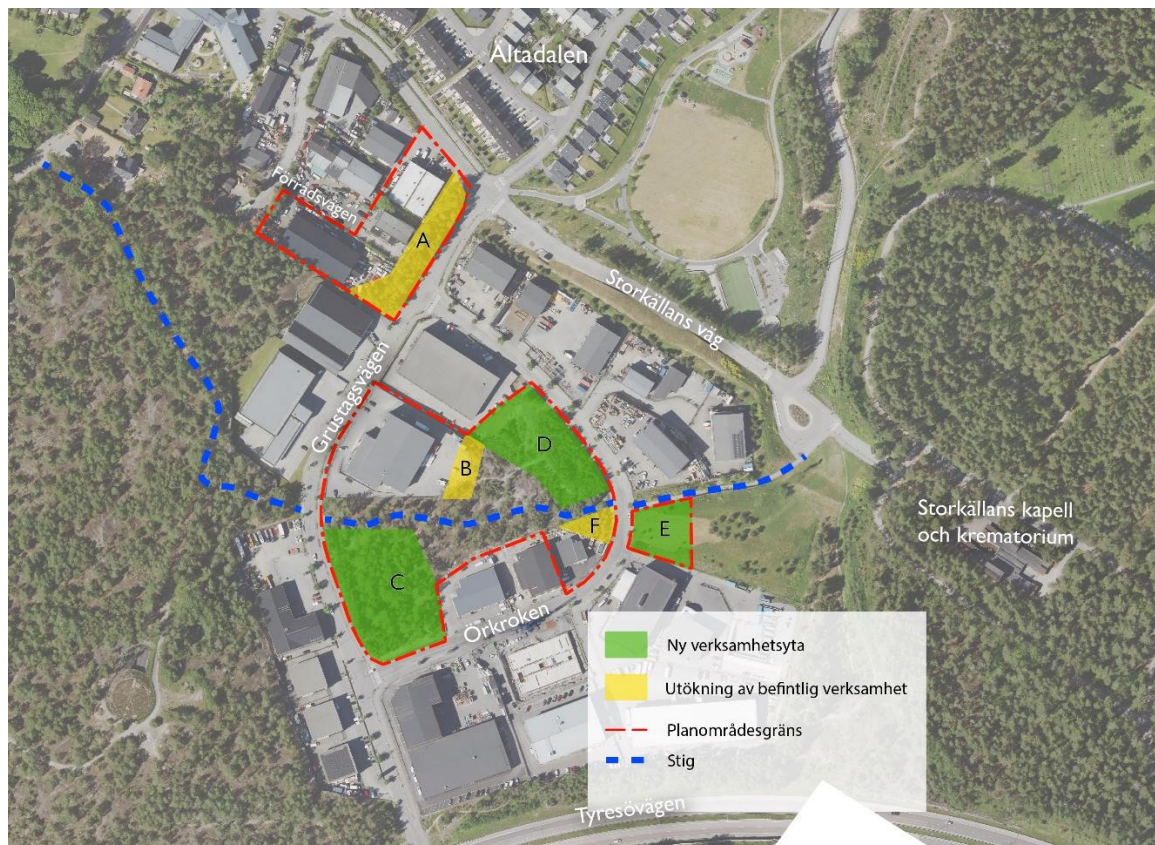 Ältadalen
Förrådsvägen
A
Storkällans väg
Grustagsvägen
D
B
F
E
Storkällans kapell
och krematorium
C
Örkroken
Ny verksamhetsyta
Utökning av befintlig verksamhet
Planområdesgräns
Stig
Tyresövägen